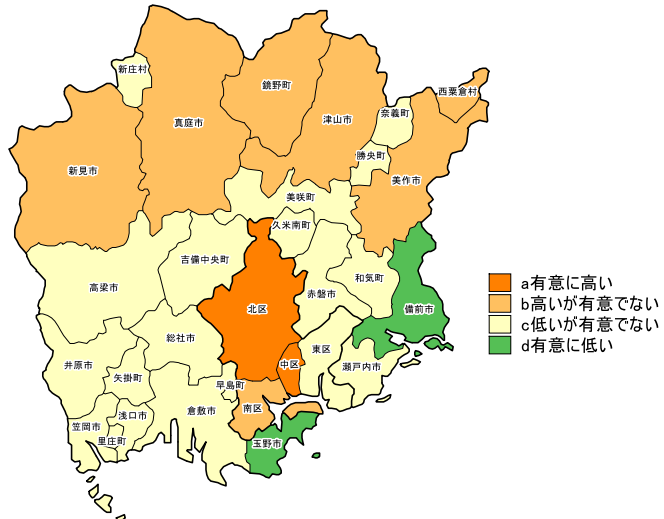 新庄村
鏡野町
西粟倉村
奈義町
真庭市
津山市
勝央町
新見市
美作市
美咲町
久米南町
吉備中央町
和気町
高梁市
赤磐市
北区
備前市
総社市
東区
井原市
中区
瀬戸内市
矢掛町
早島町
浅口市
倉敷市
南区
笠岡市
里庄町
玉野市
a有意に高い
b高いが有意でない
c低いが有意でない
d有意に低い